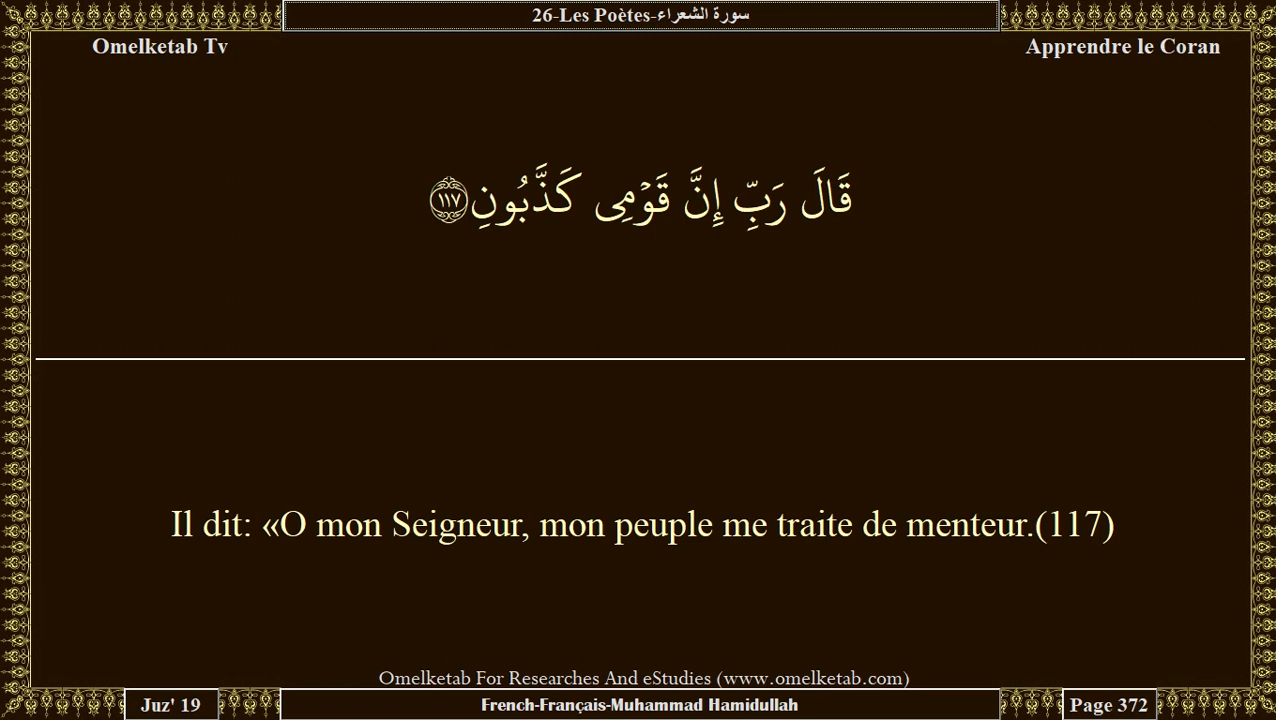 26-Les Poètes-سورة الشعراء
Omelketab Tv
Apprendre le Coran
قَالَ رَبِّ إِنَّ قَوْمِى كَذَّبُونِ ١١٧
Il dit: «O mon Seigneur, mon peuple me traite de menteur.(117)
Omelketab For Researches And eStudies (www.omelketab.com)
Juz' 19
French-Français-Muhammad Hamidullah
Page 372